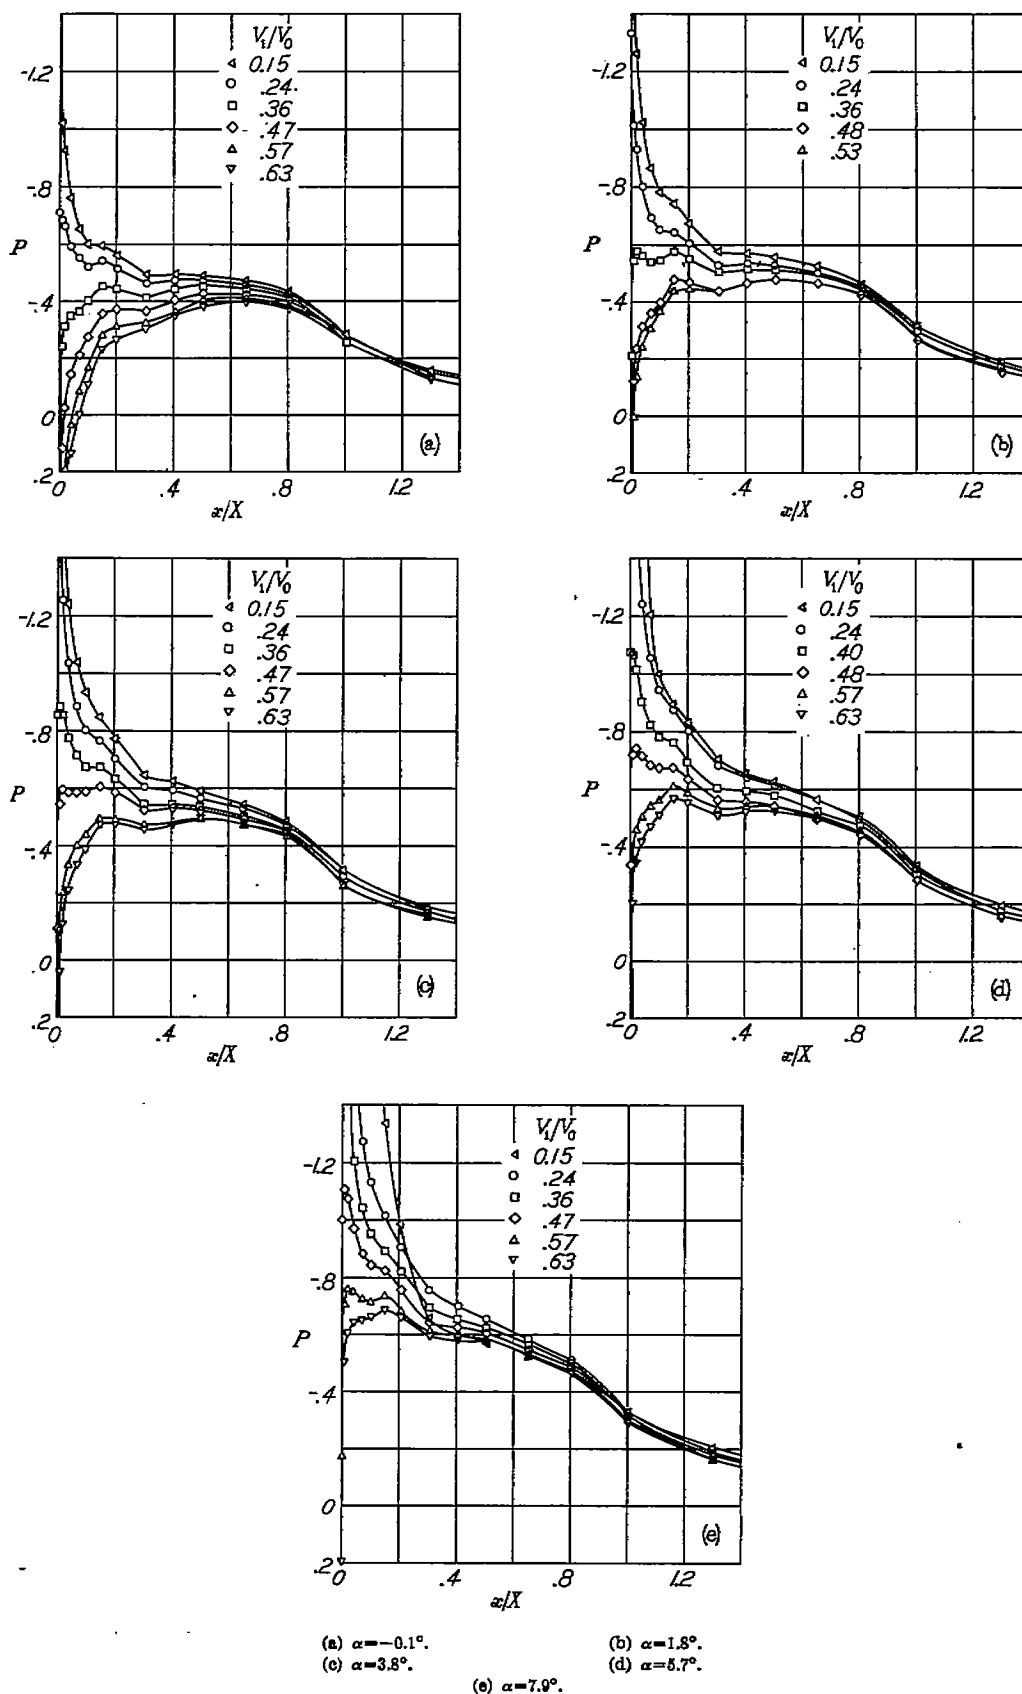 V₁/V₀
0.15
.24
.36
.47
.57
.63
-1.2
-.8
P
-.4
0
.2
0 .4 .8 1.2
x/X
(a)
V₁/V₀
0.15
.24
.36
.48
.53
-1.2
-.8
P
-.4
0
.2
0 .4 .8 1.2
x/X
(b)
V₁/V₀
0.15
.24
.36
.47
.57
.63
-1.2
-.8
P
-.4
0
.2
0 .4 .8 1.2
x/X
(c)
V₁/V₀
0.15
.24
.40
.48
.57
.63
-1.2
-.8
P
-.4
0
.2
0 .4 .8 1.2
x/X
(d)
V₁/V₀
0.15
.24
.36
.47
.57
.63
-1.2
-.8
P
-.4
0
.2
0 .4 .8 1.2
x/X
(e)
(a) α=−0.1°. (b) α=1.8°.
(c) α=3.8°. (d) α=5.7°.
(e) α=7.9°.